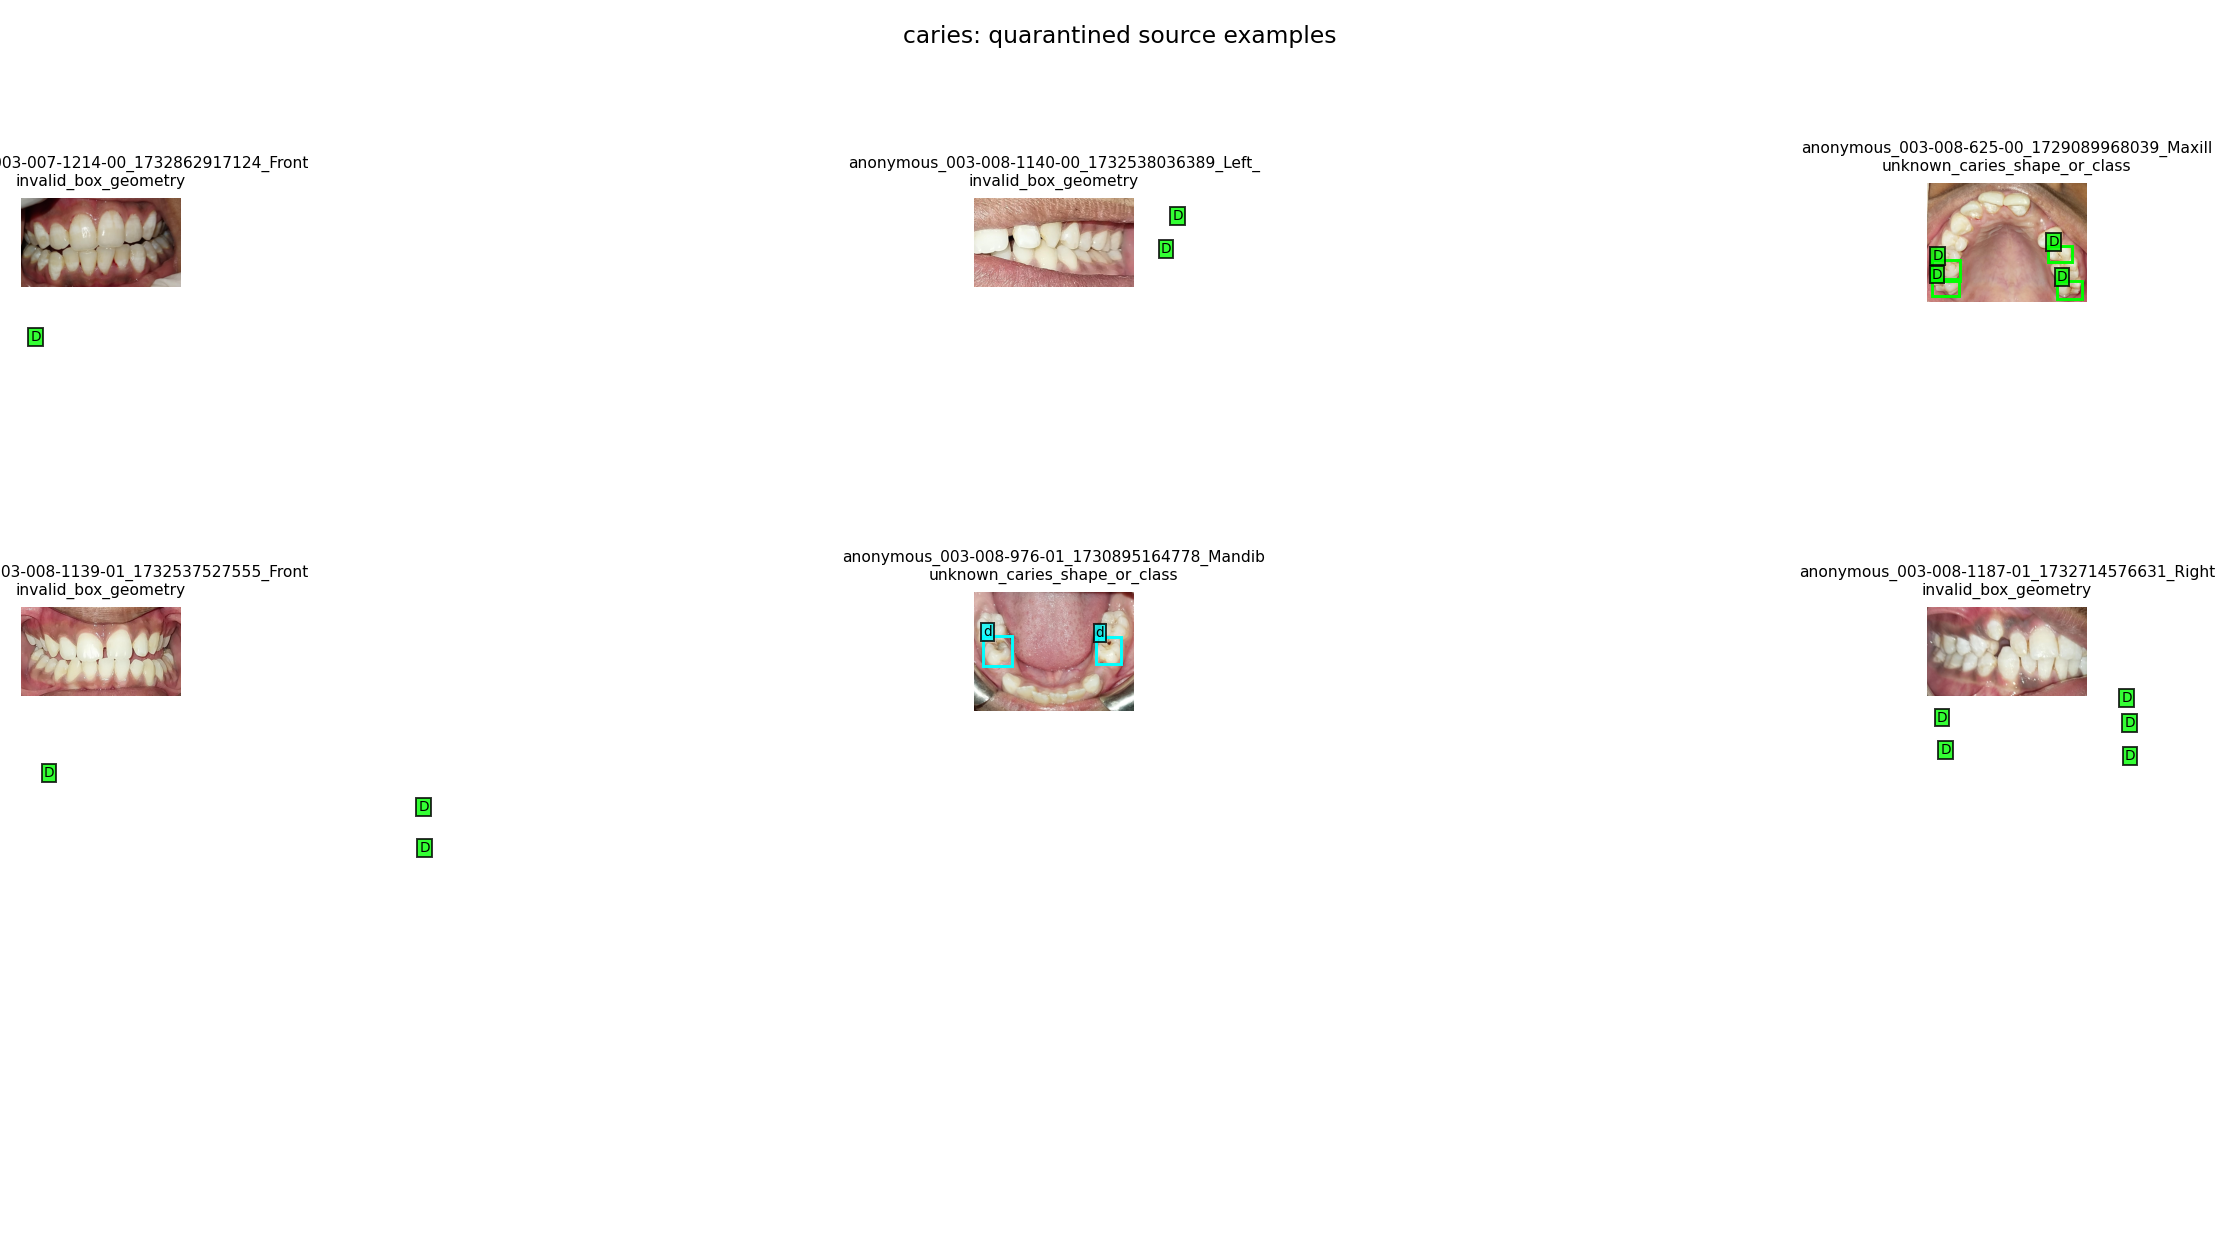 caries: quarantined source examples
03-007-1214-00_1732862917124_Front
invalid_box_geometry
D
anonymous_003-008-1140-00_1732538036389_Left_
invalid_box_geometry
D
D
anonymous_003-008-625-00_1729089968039_Maxill
unknown_caries_shape_or_class
D
D
D
D
03-008-1139-01_1732537527555_Front
invalid_box_geometry
D
D
D
anonymous_003-008-976-01_1730895164778_Mandib
unknown_caries_shape_or_class
d
d
anonymous_003-008-1187-01_1732714576631_Right
invalid_box_geometry
D
D
D
D
D